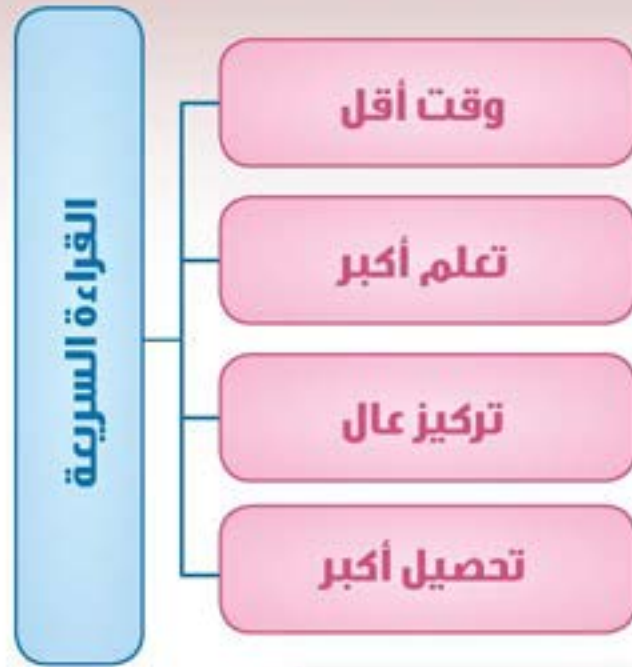 القراءة السريعة
وقت أقل
تعلم أكبر
تركيز عال
تحصيل أكبر